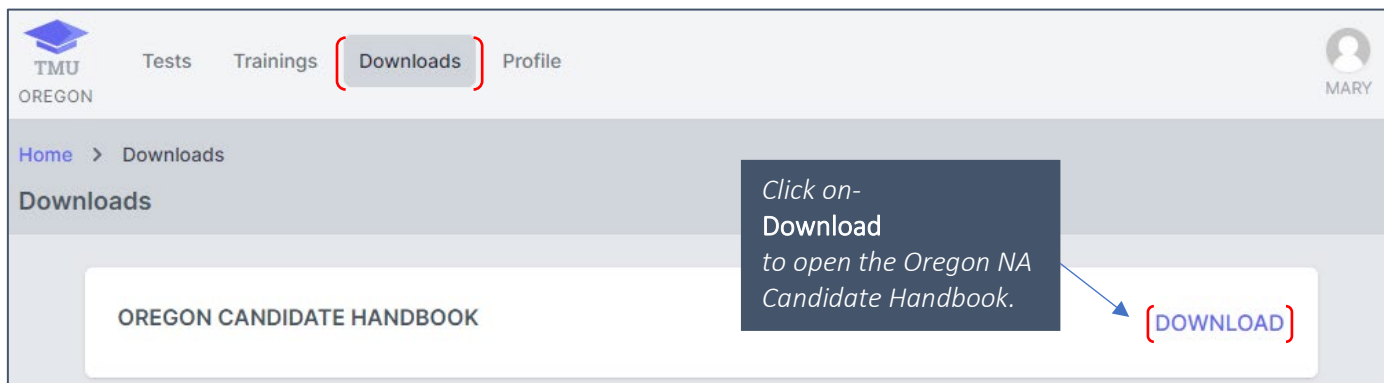 TMU
OREGON
Tests Trainings Downloads Profile
MARY
Home > Downloads
Downloads
Click on-
Download
to open the Oregon NA
Candidate Handbook.
OREGON CANDIDATE HANDBOOK
DOWNLOAD